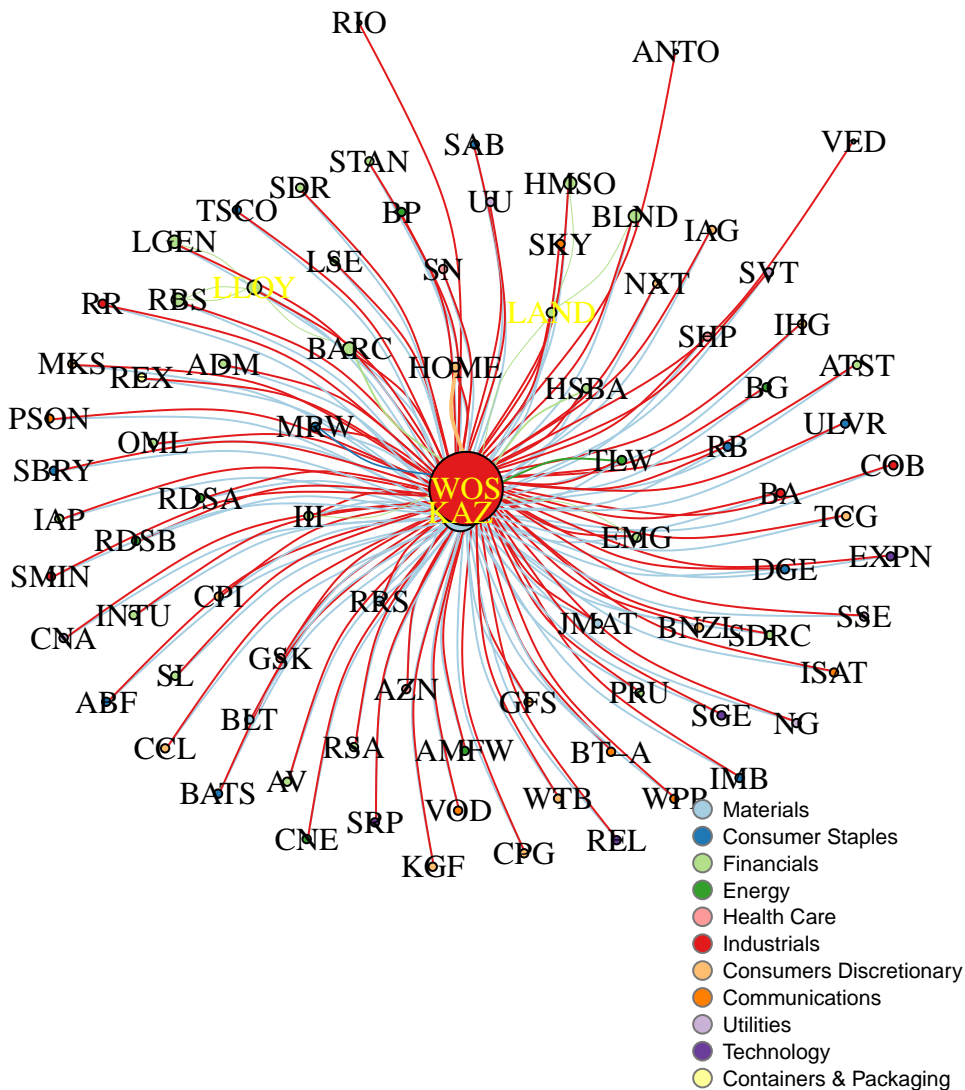 RIO
ANTO
VED
SAB
STAN
HMSO
SDR
UU
TSCO
BP
BLND
IAG
LGEN
SKY
LSE
SN
NXT
SVT
LLOY
RBS
RR
LAND
IHG
SHP
BARC
MKS
ADM
HOME
ATST
REX
HSBA
BG
PSON
MRW
ULVR
OML
RB
SBRY
TLW
COB
WOS
BA
RDSA
KAZ
IAP
III
TCG
RDSB
EMG
EXPN
SMIN
DGE
CPI
RRS
INTU
SSE
JMAT
BNZL
SDRC
CNA
GSK
ISAT
SL
AZN
PRU
ABF
GFS
SGE
BLT
NG
CCL
RSA
AMFW
BT−A
AV
IMB
BATS
WTB
WPP
VOD
SRP
CNE
REL
CPG
KGF
Materials
Consumer Staples
Financials
Energy
Health Care
Industrials
Consumers Discretionary
Communications
Utilities
Technology
Containers & Packaging